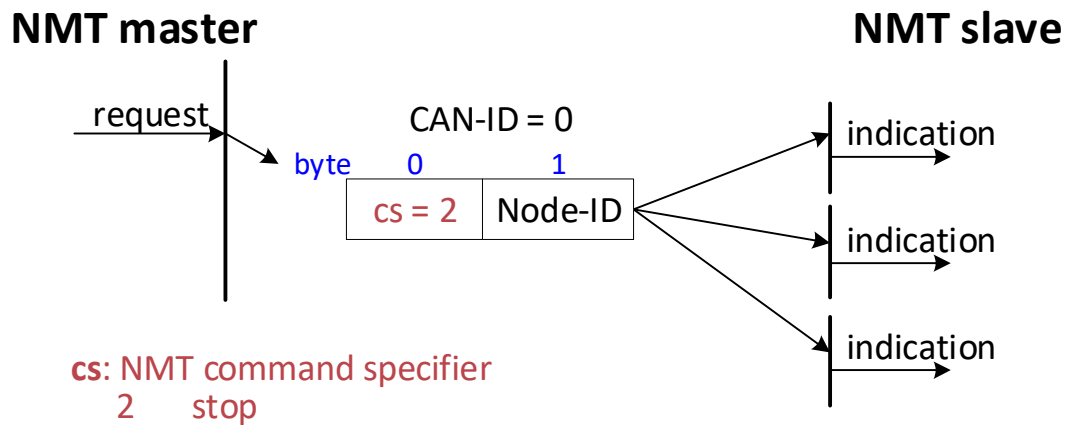 NMT master
NMT slave
request
CAN-ID = 0
indication
byte 0 1
cs = 2 Node-ID
indication
indication
cs: NMT command specifier
2 stop